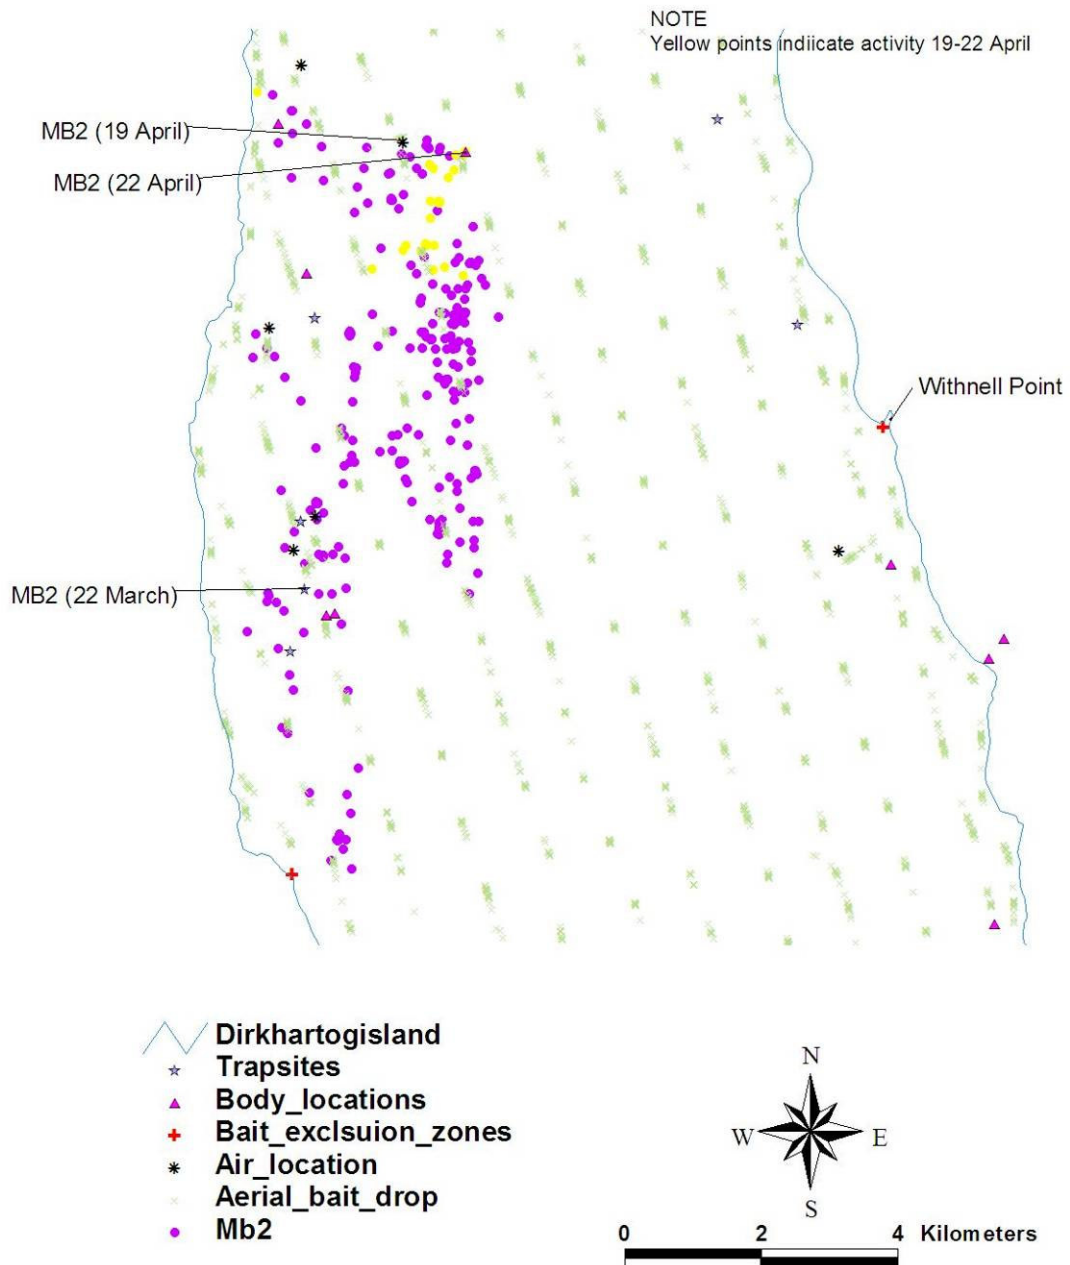 NOTE
Yellow points indiicate activity 19-22 April
MB2 (19 April)
MB2 (22 April)
Withnell Point
MB2 (22 March)
Dirkhartogisland
Trapsites
Body_locations
Bait_exclsuion_zones
Air_location
Aerial_bait_drop
Mb2
N
W
E
S
0 2 4 Kilometers